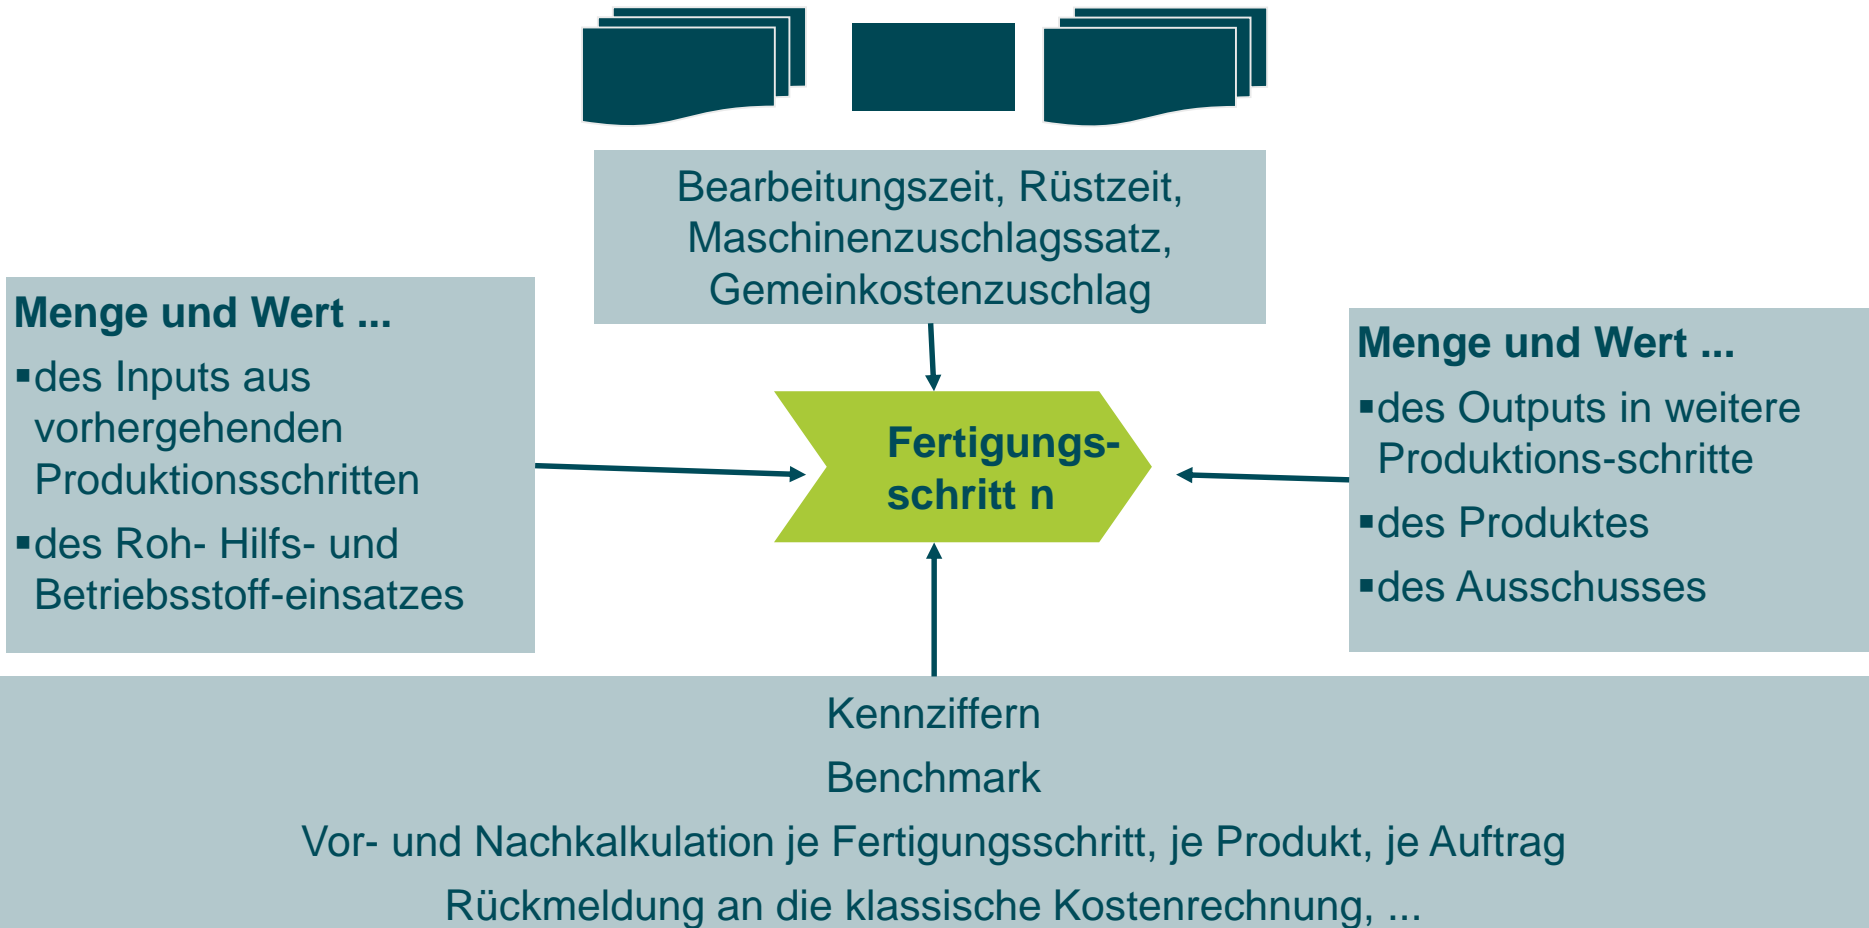 Bearbeitungszeit, Rüstzeit,
Maschinenzuschlagssatz,
Gemeinkostenzuschlag
Menge und Wert ...
▪des Inputs aus
vorhergehenden
Produktionsschritten
▪des Roh- Hilfs- und
Betriebsstoff-einsatzes
Fertigungs-
schritt n
Menge und Wert ...
▪des Outputs in weitere
Produktions-schritte
▪des Produktes
▪des Ausschusses
Kennziffern
Benchmark
Vor- und Nachkalkulation je Fertigungsschritt, je Produkt, je Auftrag
Rückmeldung an die klassische Kostenrechnung, ...